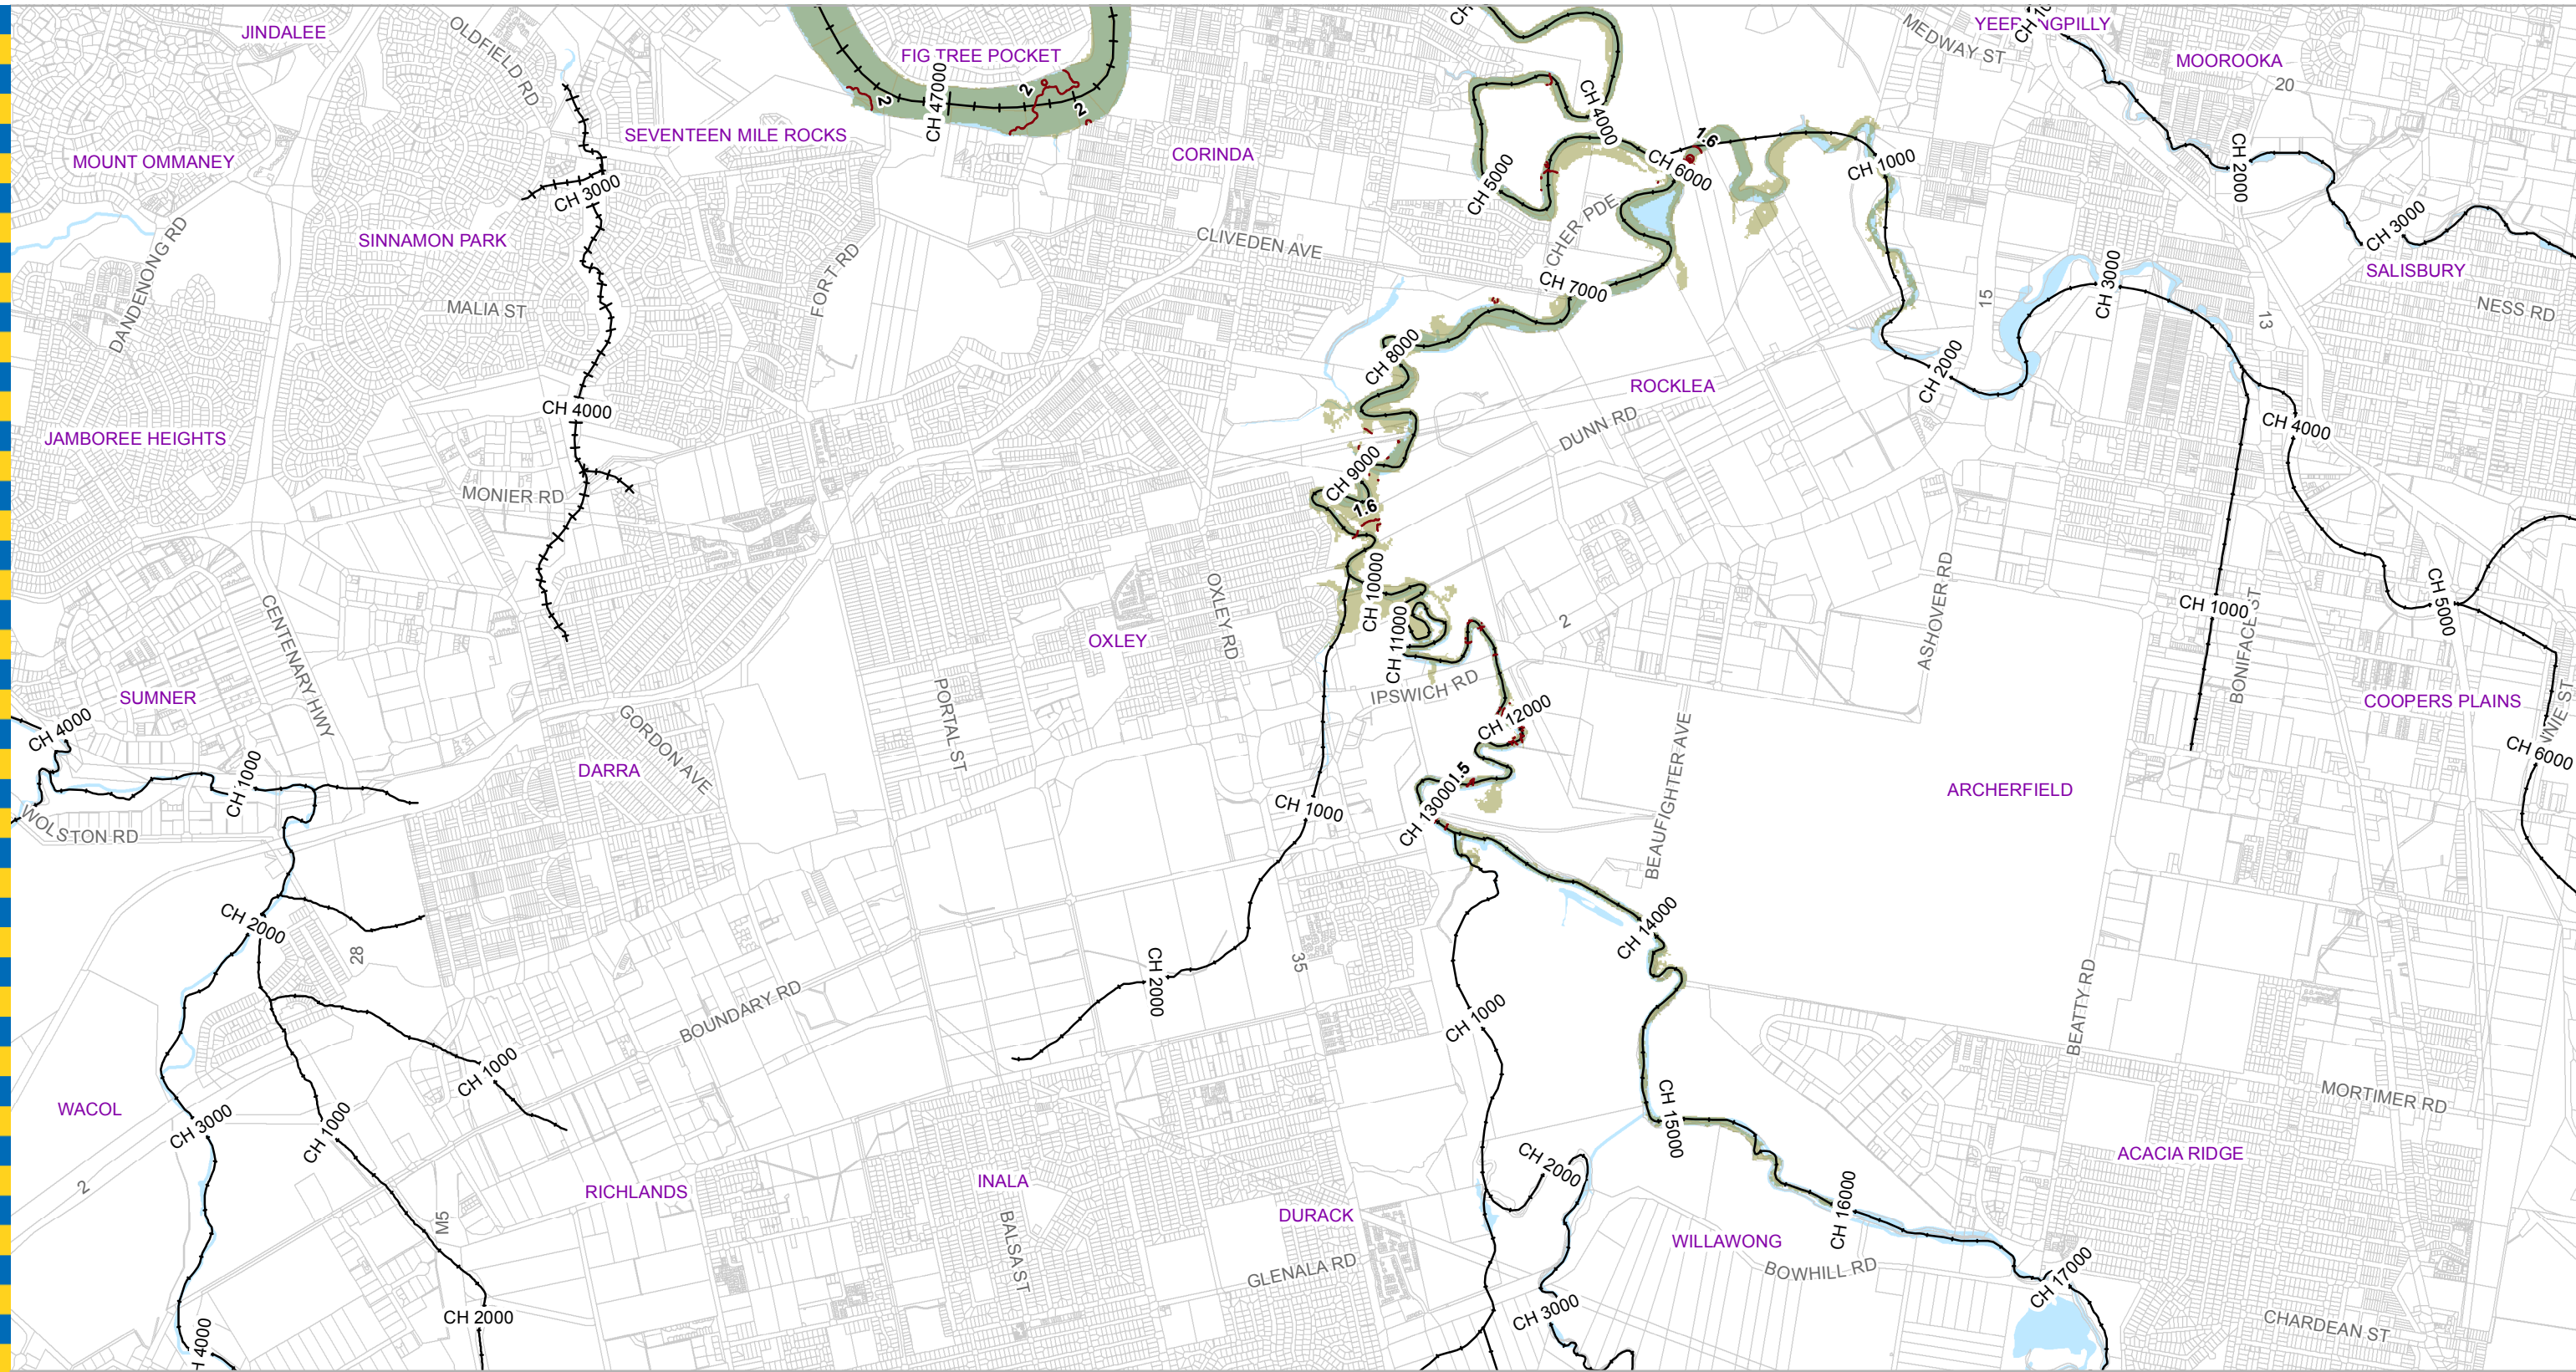 JINDALEE
OLDFIELD RD
FIG TREE POCKET
CH
MEDWAY ST
MOOROOKA
20
CH 47000
2
2
2
SEVENTEEN MILE ROCKS
MOUNT OMMANEY
CORINDA
CH 4000
1.6
CH 6000
CH 1000
CH 2000
CH 3000
CH 5000
CH 3000
SINNAMON PARK
DANDENONG RD
CLIVEDEN AVE
CHER PDE
FORT RD
SALISBURY
CH 3000
CH 7000
15
13
NESS RD
MALIA ST
CH 8000
CH 2000
ROCKLEA
CH 4000
DUNN RD
CH 4000
JAMBOREE HEIGHTS
CH 9000
MONIER RD
1.6
CH 10000
OXLEY RD
2
ASHOVER RD
CH 5000
CH 1000
CENTENARY HWY
OXLEY
CH 11000
BONIFACE ST
SUMNER
IPSWICH RD
PORTAL ST
GORDON AVE
CH 12000
COOPERS PLAINS
NIE ST
CH 6000
CH 4000
CH 1000
DARRA
1.5
CH 13000
BEAUFIGHTER AVE
ARCHERFIELD
CH 1000
WOLSTON RD
CH 2000
28
CH 14000
35
CH 2000
BOUNDARY RD
CH 1000
BEATTY RD
CH 1000
WACOL
CH 3000
CH 1000
CH 15000
MORTIMER RD
ACACIA RIDGE
2
RICHLANDS
INALA
CH 2000
DURACK
CH 16000
M5
BALSA ST
WILLAWONG
BOWHILL RD
GLENALA RD
CH 17000
CH 2000
CH 3000
CHARDEAN ST
4000